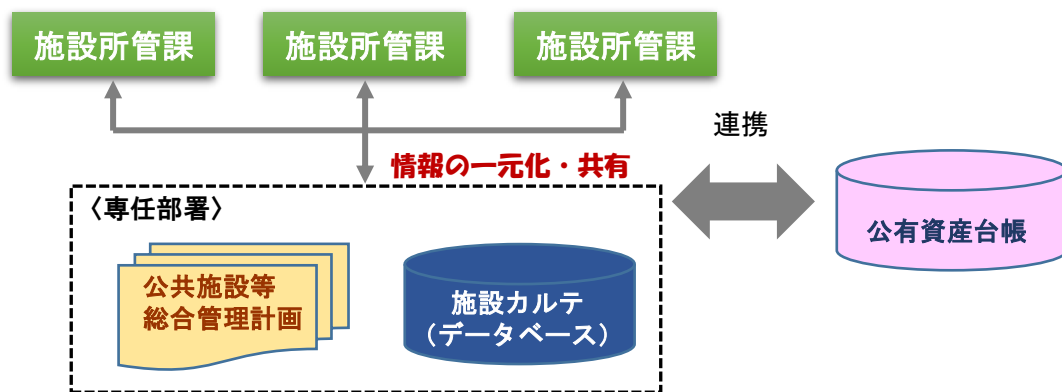 施設所管課
施設所管課
施設所管課
連携
情報の一元化・共有
〈専任部署〉
公有資産台帳
公共施設等
総合管理計画
施設カルテ
（データベース）